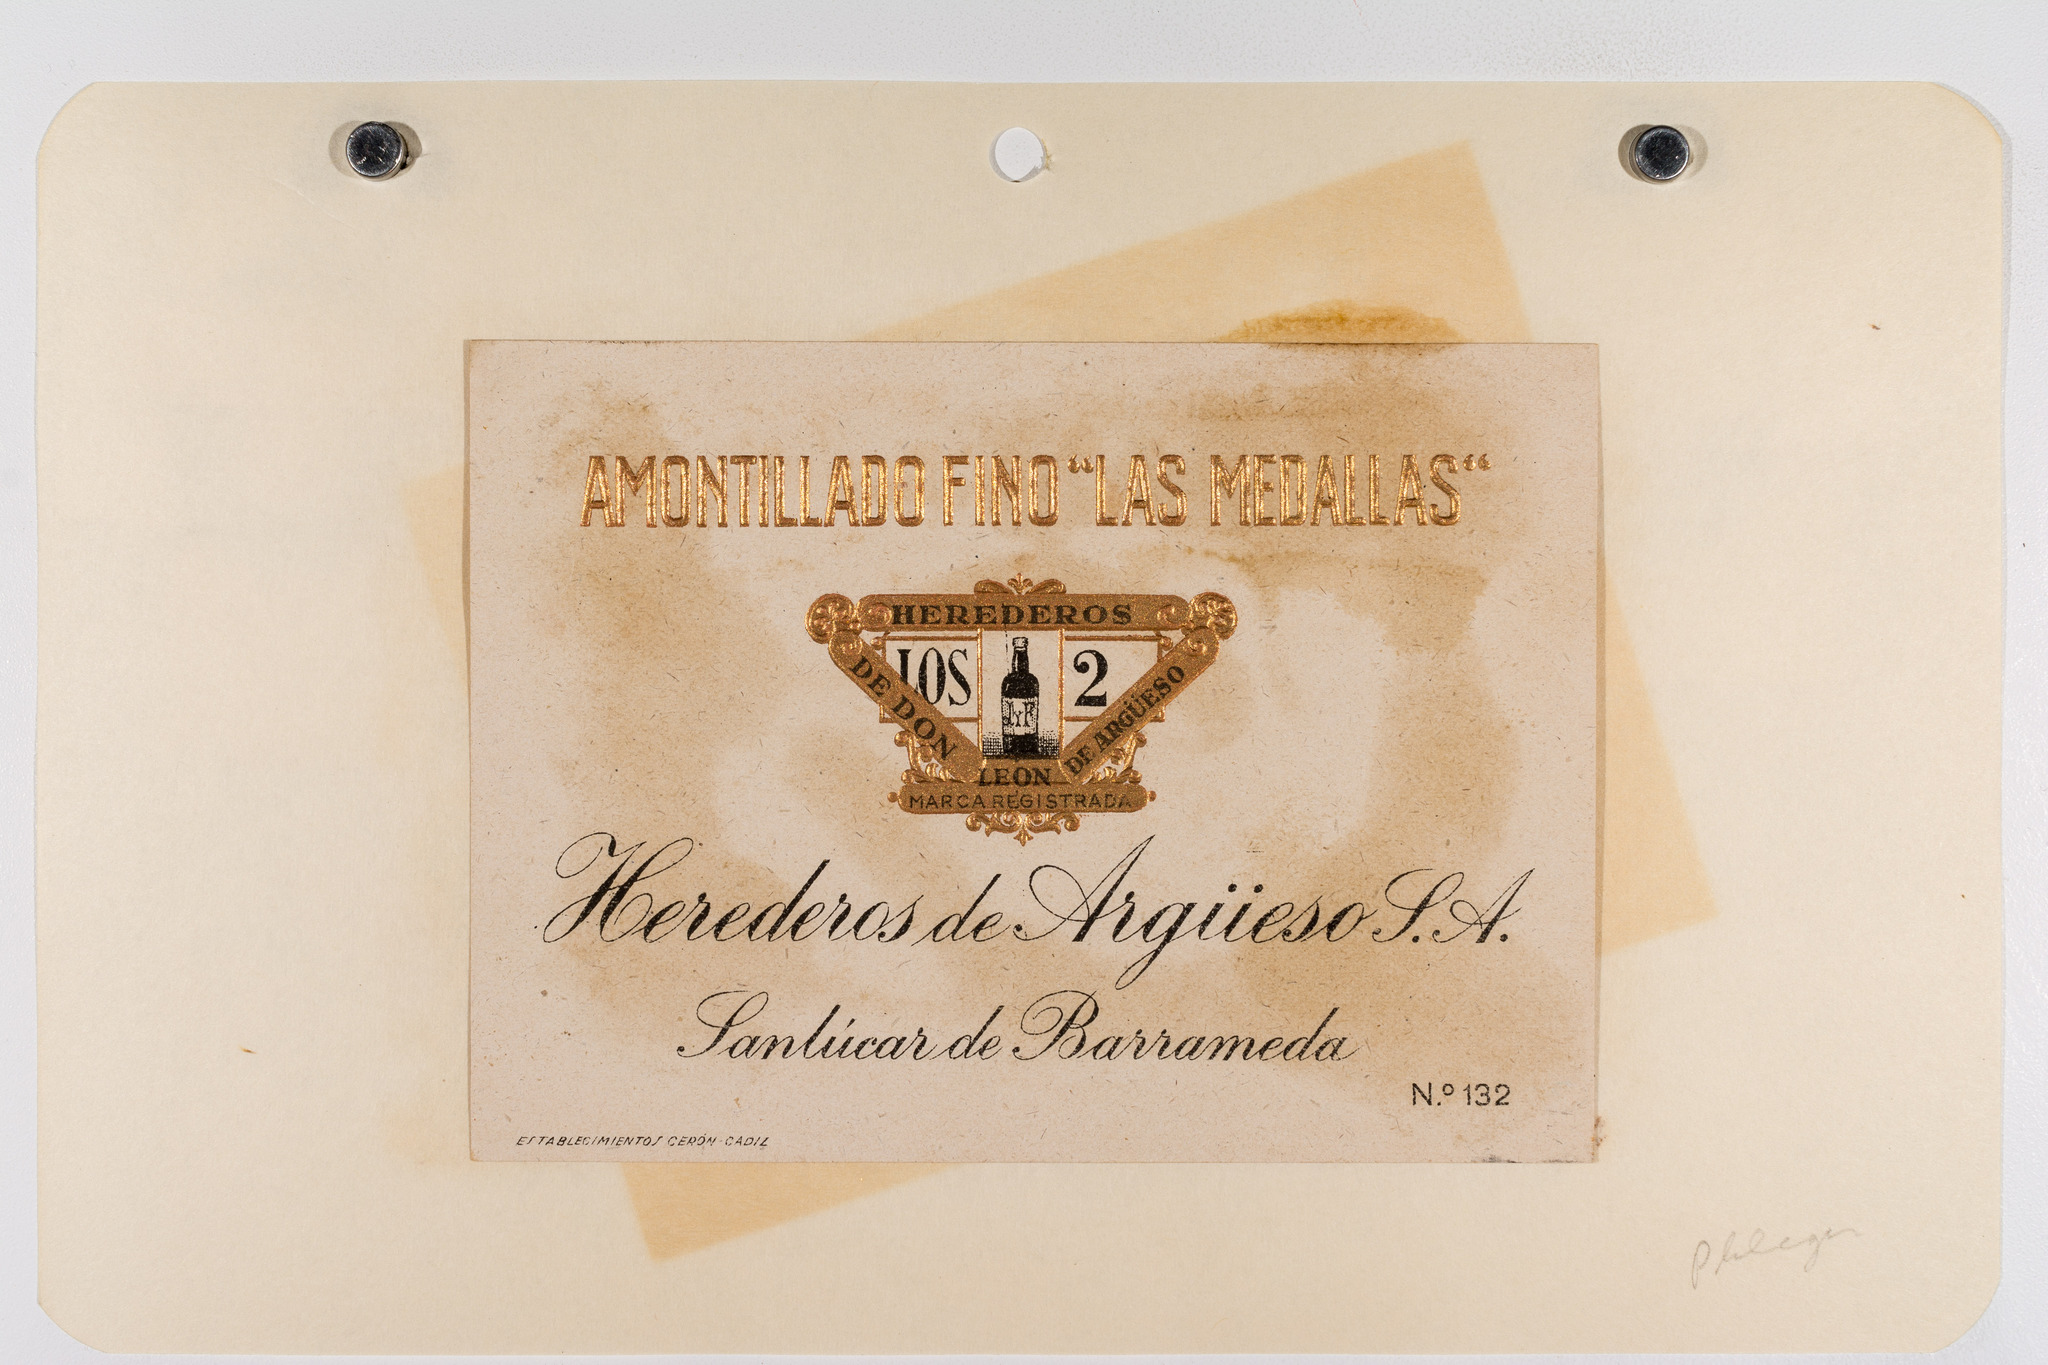 AMONTILLADO FINO “LAS MEDALLAS“
HEREDEROS
DE DON
LOS 2
JyF
DE ARGÜESO
LEON
MARCA REGISTRADA
Herederos de Argüeso S.A.
Sanlúcar de Barrameda
N.º 132
ESTABLECIMIENTOS CERÓN-CADIZ